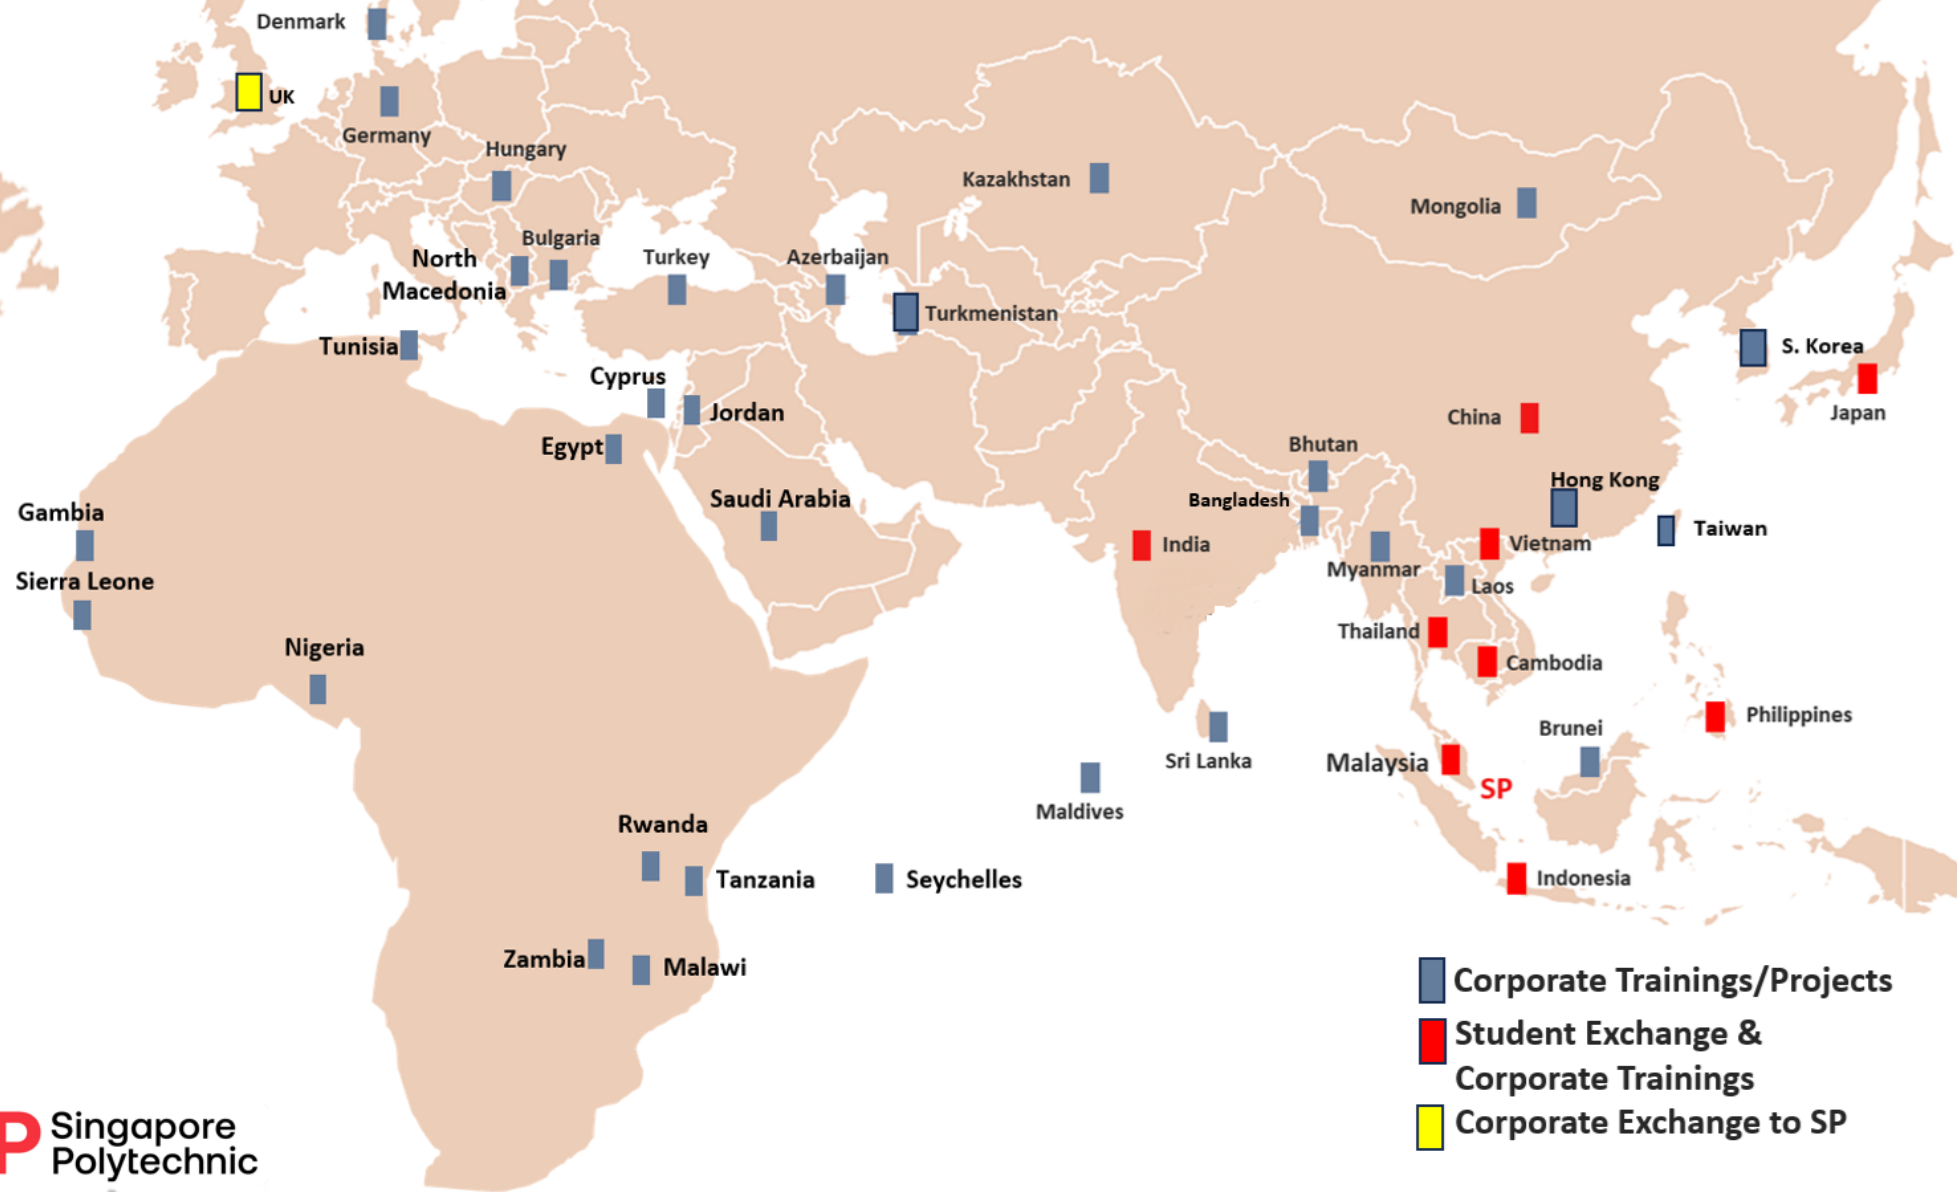 Denmark
UK
Germany
Hungary
Kazakhstan
Mongolia
Bulgaria
North
Macedonia
Turkey
Azerbaijan
Turkmenistan
Tunisia
S. Korea
Japan
Cyprus
Jordan
China
Egypt
Bhutan
Hong Kong
Saudi Arabia
Bangladesh
Gambia
Taiwan
India
Vietnam
Myanmar
Sierra Leone
Laos
Thailand
Nigeria
Cambodia
Philippines
Brunei
Sri Lanka
Malaysia
SP
Maldives
Rwanda
Tanzania
Seychelles
Indonesia
Zambia
Malawi
Corporate Trainings/Projects
Student Exchange &
Corporate Trainings
Corporate Exchange to SP
P
Singapore
Polytechnic